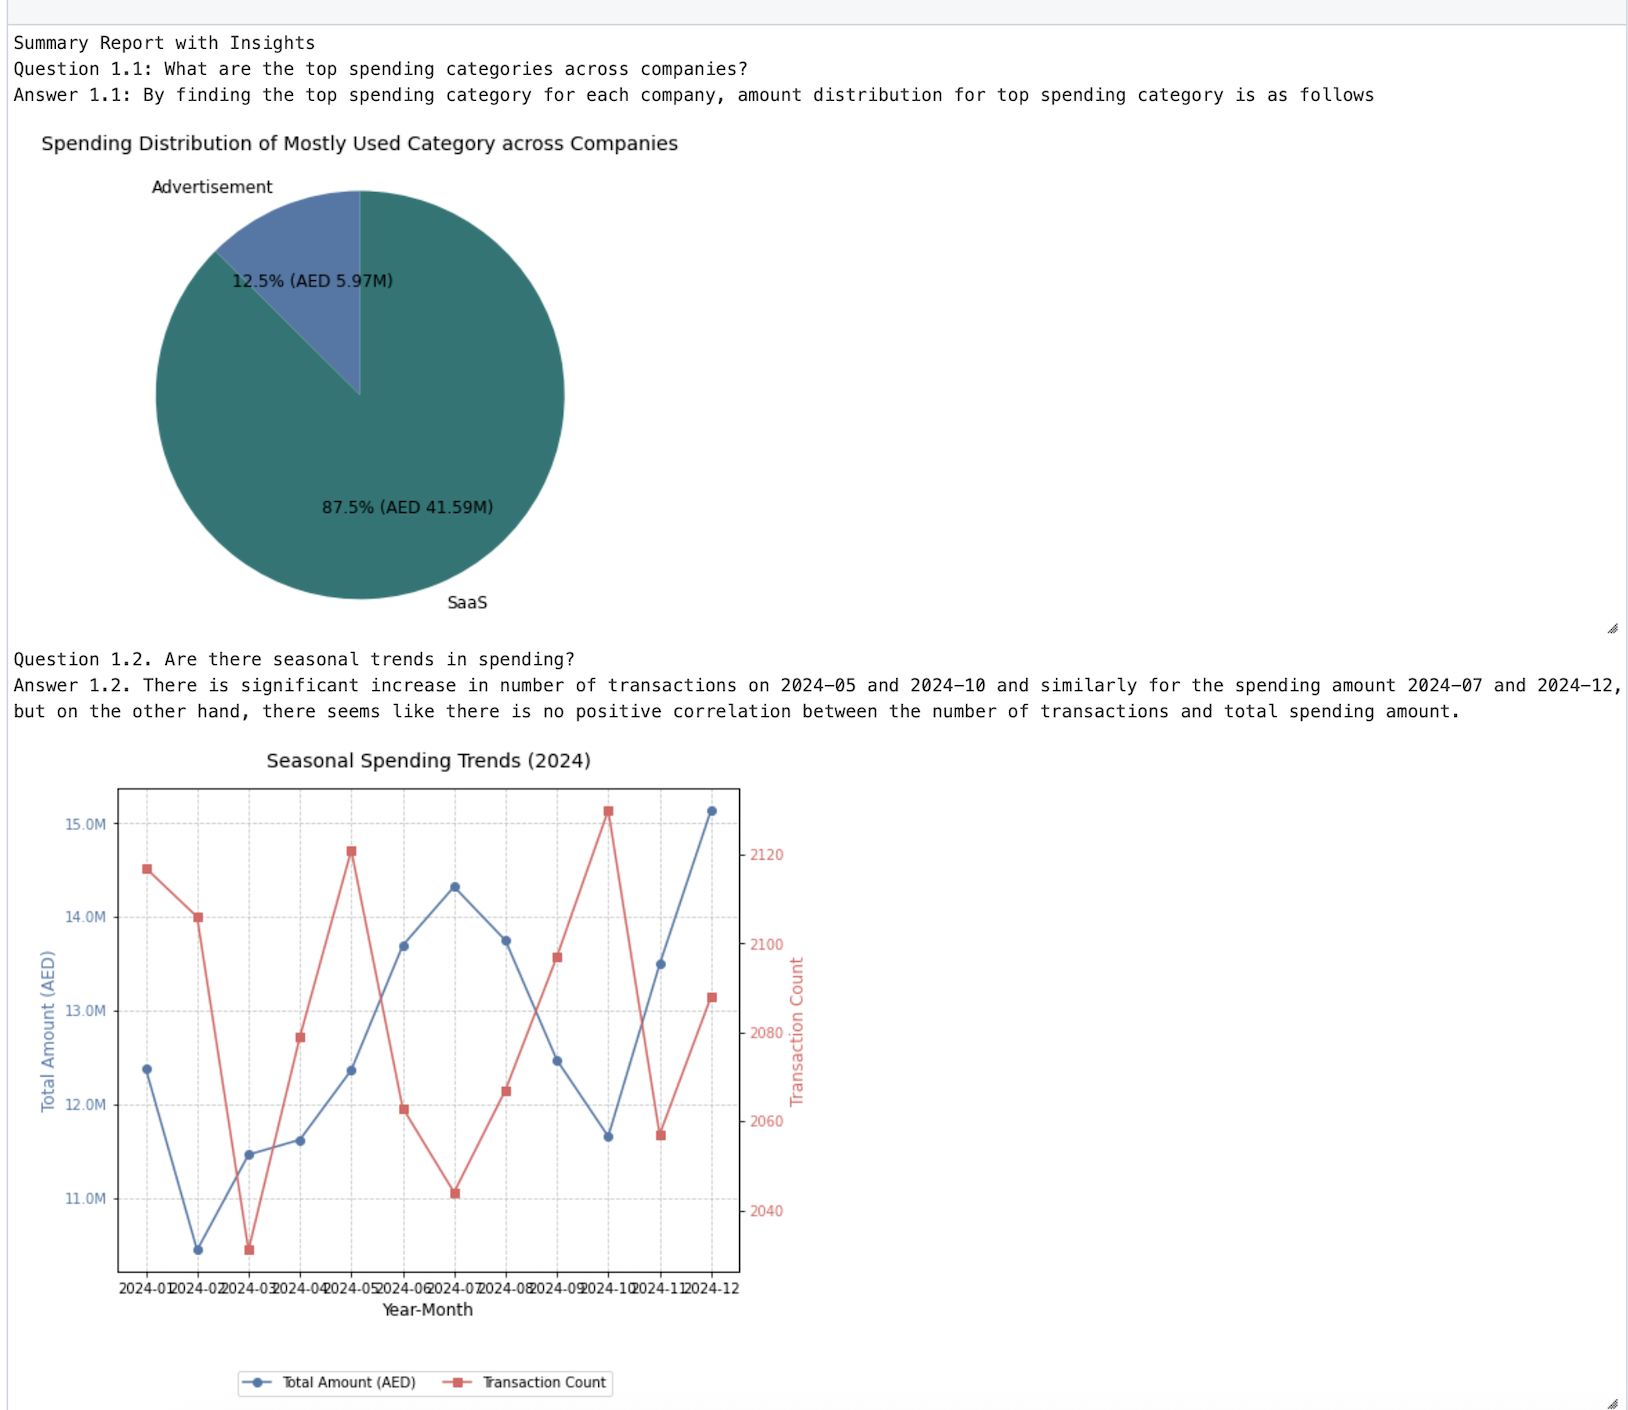 Summary Report with Insights
Question 1.1: What are the top spending categories across companies?
Answer 1.1: By finding the top spending category for each company, amount distribution for top spending category is as follows
Spending Distribution of Mostly Used Category across Companies
Advertisement
12.5% (AED 5.97M)
87.5% (AED 41.59M)
SaaS
Question 1.2. Are there seasonal trends in spending?
Answer 1.2. There is significant increase in number of transactions on 2024-05 and 2024-10 and similarly for the spending amount 2024-07 and 2024-12,
but on the other hand, there seems like there is no positive correlation between the number of transactions and total spending amount.
Seasonal Spending Trends (2024)
Total Amount (AED)
15.0M
14.0M
13.0M
12.0M
11.0M
2120
2100
2080
2060
2040
Transaction Count
2024-01 2024-02 2024-03 2024-04 2024-05 2024-06 2024-07 2024-08 2024-09 2024-10 2024-11 2024-12
Year-Month
Total Amount (AED) Transaction Count